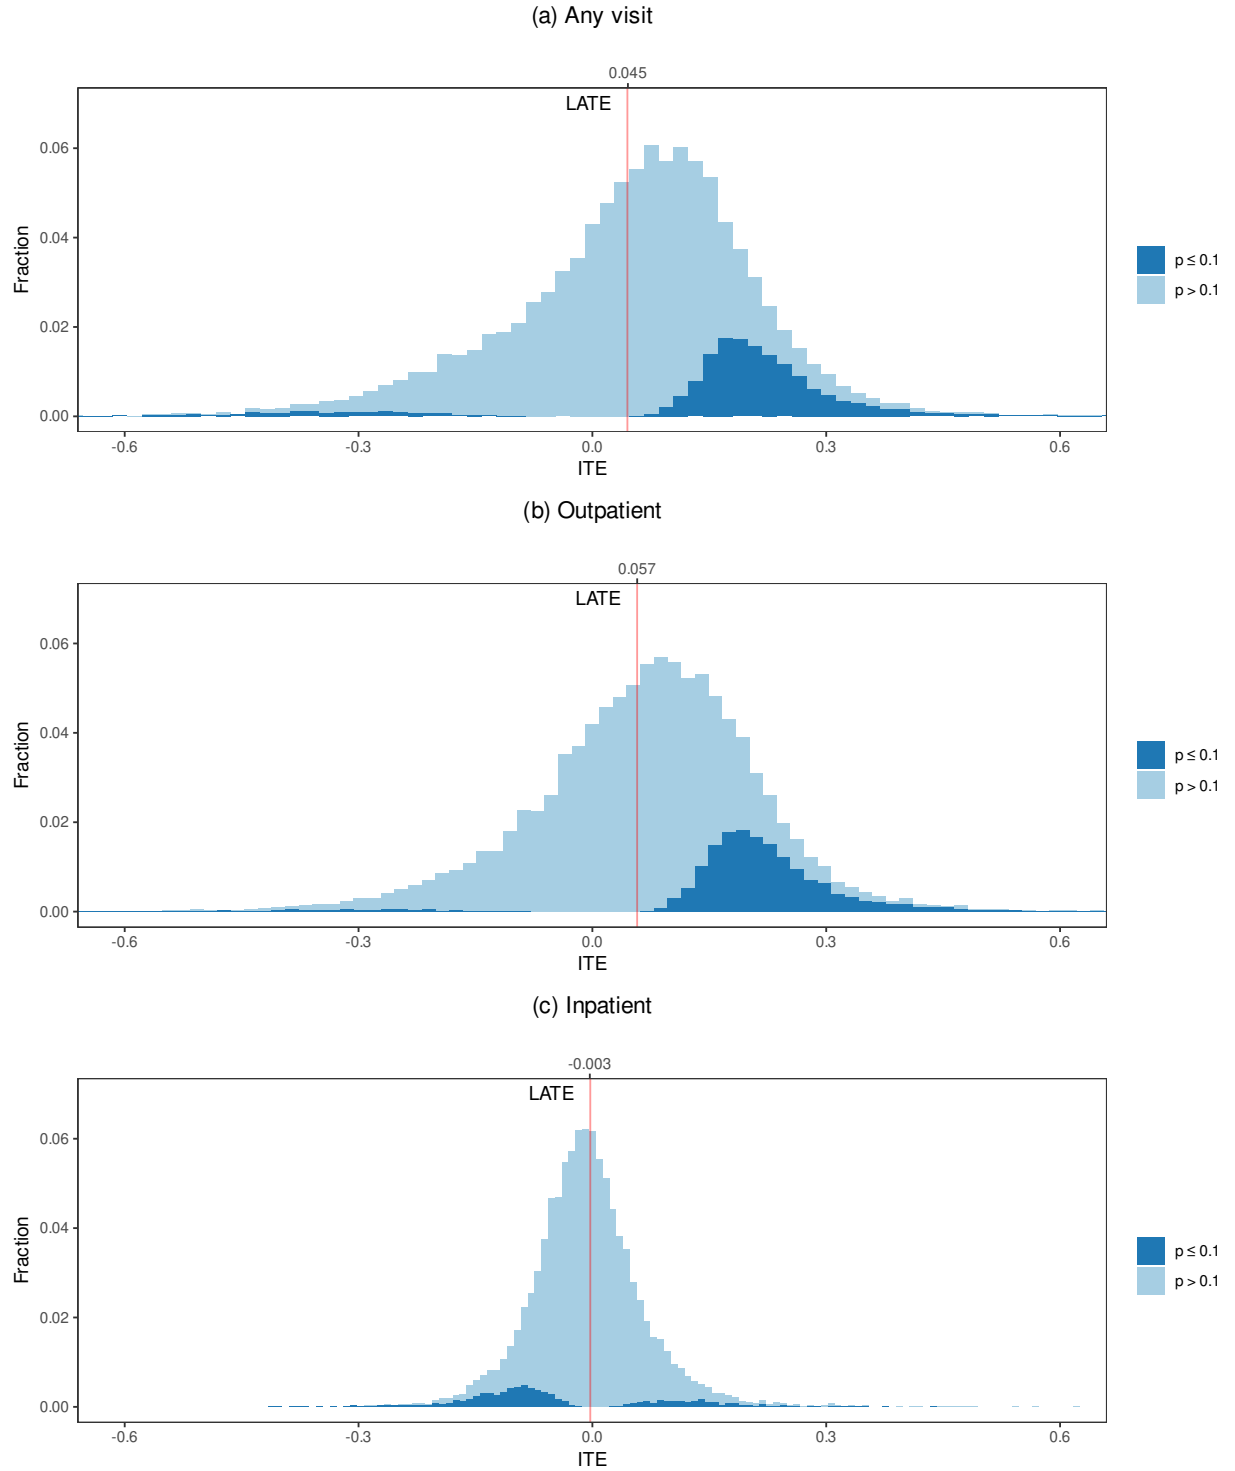 (a) Any visit
0.045
LATE
0.06
0.04
0.02
0.00
Fraction
-0.6
-0.3
0.0
0.3
0.6
ITE
p ≤ 0.1
p > 0.1
(b) Outpatient
0.057
LATE
0.06
0.04
0.02
0.00
Fraction
-0.6
-0.3
0.0
0.3
0.6
ITE
p ≤ 0.1
p > 0.1
(c) Inpatient
-0.003
LATE
0.06
0.04
0.02
0.00
Fraction
-0.6
-0.3
0.0
0.3
0.6
ITE
p ≤ 0.1
p > 0.1